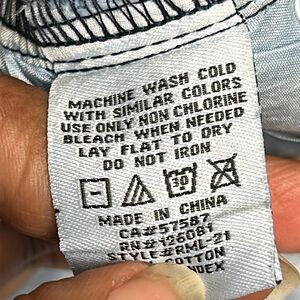 MACHINE WASH COLD
WITH SIMILAR COLORS
USE ONLY NON CHLORINE
BLEACH WHEN NEEDED
LAY FLAT TO DRY
DO NOT IRON
30
MADE IN CHINA
CA#57587
RN#126081
STYLE#RML-21
COTTON